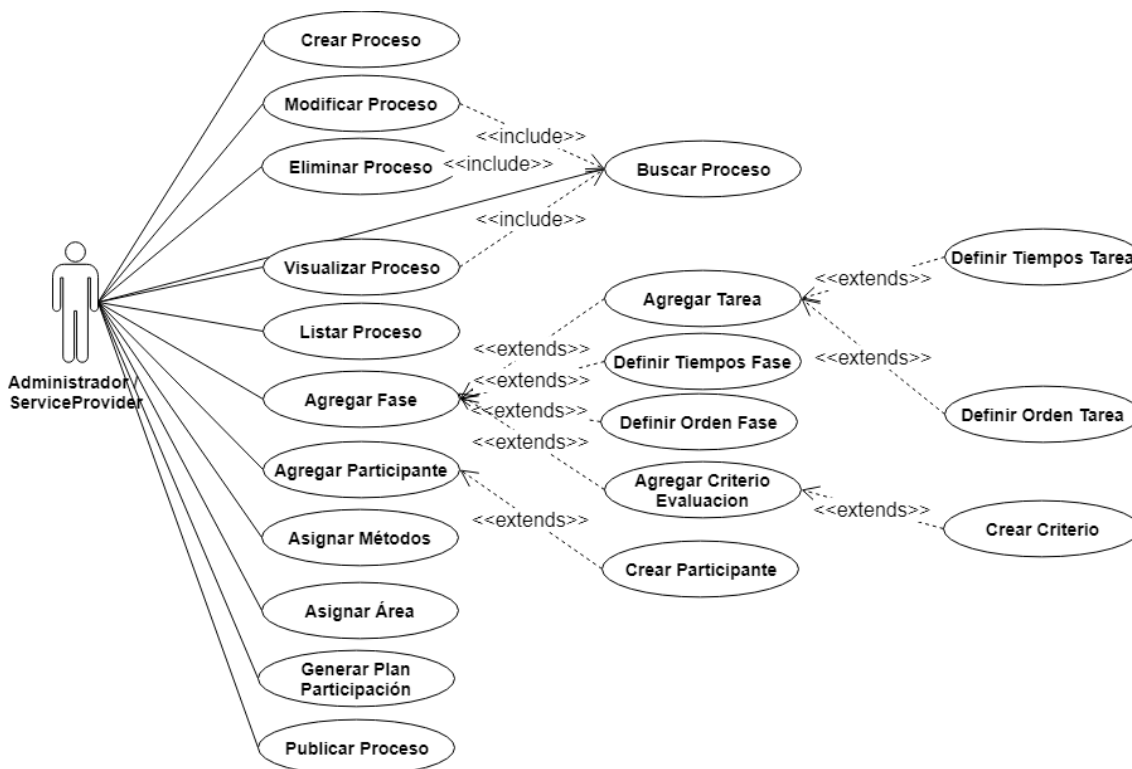 Crear Proceso
Modificar Proceso
<<include>>
Eliminar Proceso
<<include>>
Buscar Proceso
<<include>>
Visualizar Proceso
Definir Tiempos Tarea
<<extends>>
Agregar Tarea
Listar Proceso
<<extends>>
Definir Tiempos Fase
<<extends>>
<<extends>>
Administrador /
ServiceProvider
Agregar Fase
<<extends>>
Definir Orden Fase
Definir Orden Tarea
<<extends>>
Agregar Participante
Agregar Criterio
Evaluacion
<<extends>>
<<extends>>
Crear Criterio
Asignar Métodos
Crear Participante
Asignar Área
Generar Plan
Participación
Publicar Proceso